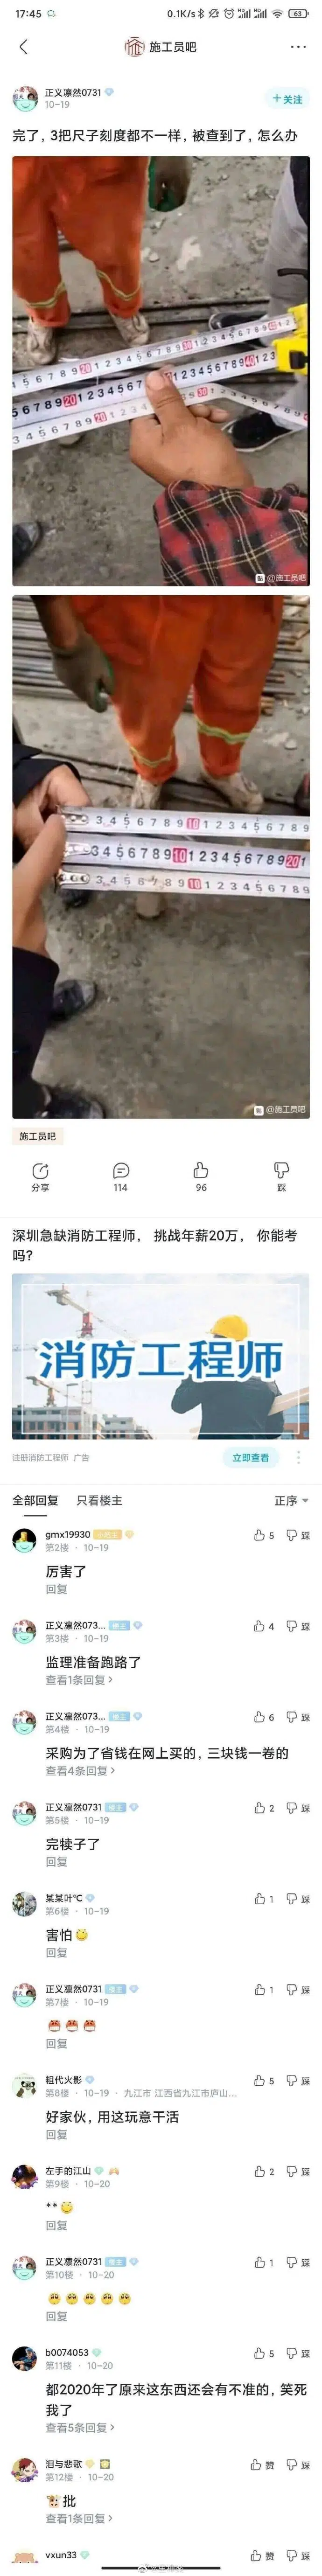 17:45
0.1K/s
63
施工员吧
正义凛然0731
10-19
+关注
完了，3把尺子刻度都不一样，被查到了，怎么办
@施工员吧
@施工员吧
施工员吧
分享
114
96
踩
深圳急缺消防工程师， 挑战年薪20万， 你能考
吗?
消防工程师
注册消防工程师 广告
立即查看
全部回复 只看楼主
正序
gmx19930
5 踩
第2楼 · 10-19
厉害了
回复
正义凛然073... 楼主
4 踩
第3楼 · 10-19
监理准备跑路了
查看1条回复
正义凛然073... 楼主
6 踩
第4楼 · 10-19
采购为了省钱在网上买的, 三块钱一卷的
查看4条回复
正义凛然0731 楼主
2 踩
第5楼 · 10-19
完犊子了
回复
某某叶℃
1 踩
第6楼 · 10-19
害怕
回复
正义凛然0731 楼主
1 踩
第7楼 · 10-19
回复
粗代火影
5 踩
第8楼 · 10-19 · 九江市 江西省九江市庐山...
好家伙，用这玩意干活
回复
左手的江山
2 踩
第9楼 · 10-20
**
回复
正义凛然0731 楼主
1 踩
第10楼 · 10-20
回复
b0074053
5 踩
第11楼 · 10-20
都2020年了原来这东西还会有不准的，笑死
我了
查看5条回复
泪与悲歌
赞 踩
第12楼 · 10-20
批
查看1条回复
vxun33
赞 踩